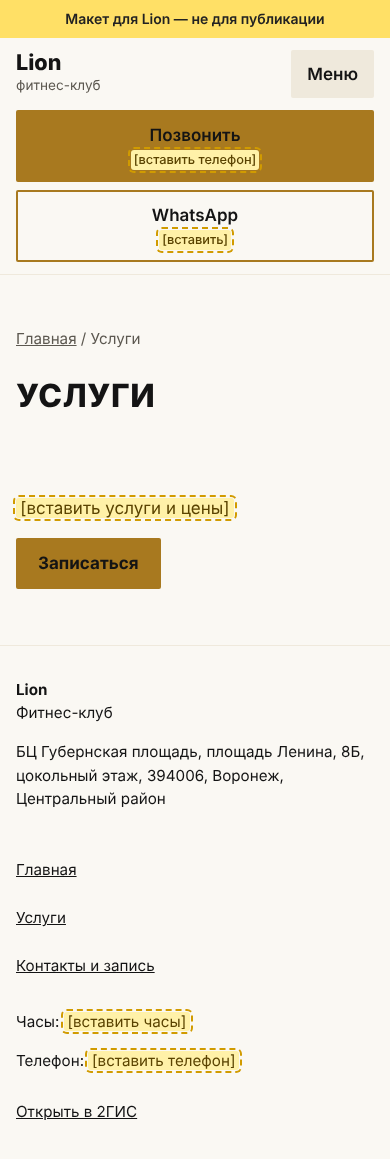 Макет для Lion — не для публикации
Lion
фитнес-клуб
Меню
Позвонить
[вставить телефон]
WhatsApp
[вставить]
Главная / Услуги
УСЛУГИ
[вставить услуги и цены]
Записаться
Lion
Фитнес-клуб
БЦ Губернская площадь, площадь Ленина, 8Б,
цокольный этаж, 394006, Воронеж,
Центральный район
Главная
Услуги
Контакты и запись
Часы: [вставить часы]
Телефон: [вставить телефон]
Открыть в 2ГИС